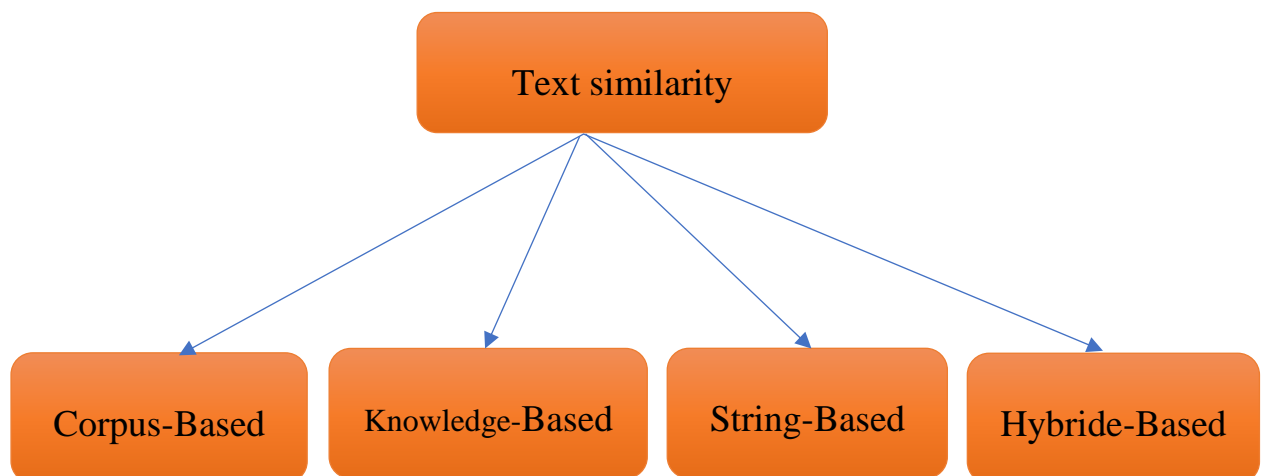 Text similarity
Corpus-Based
Knowledge-Based
String-Based
Hybride-Based